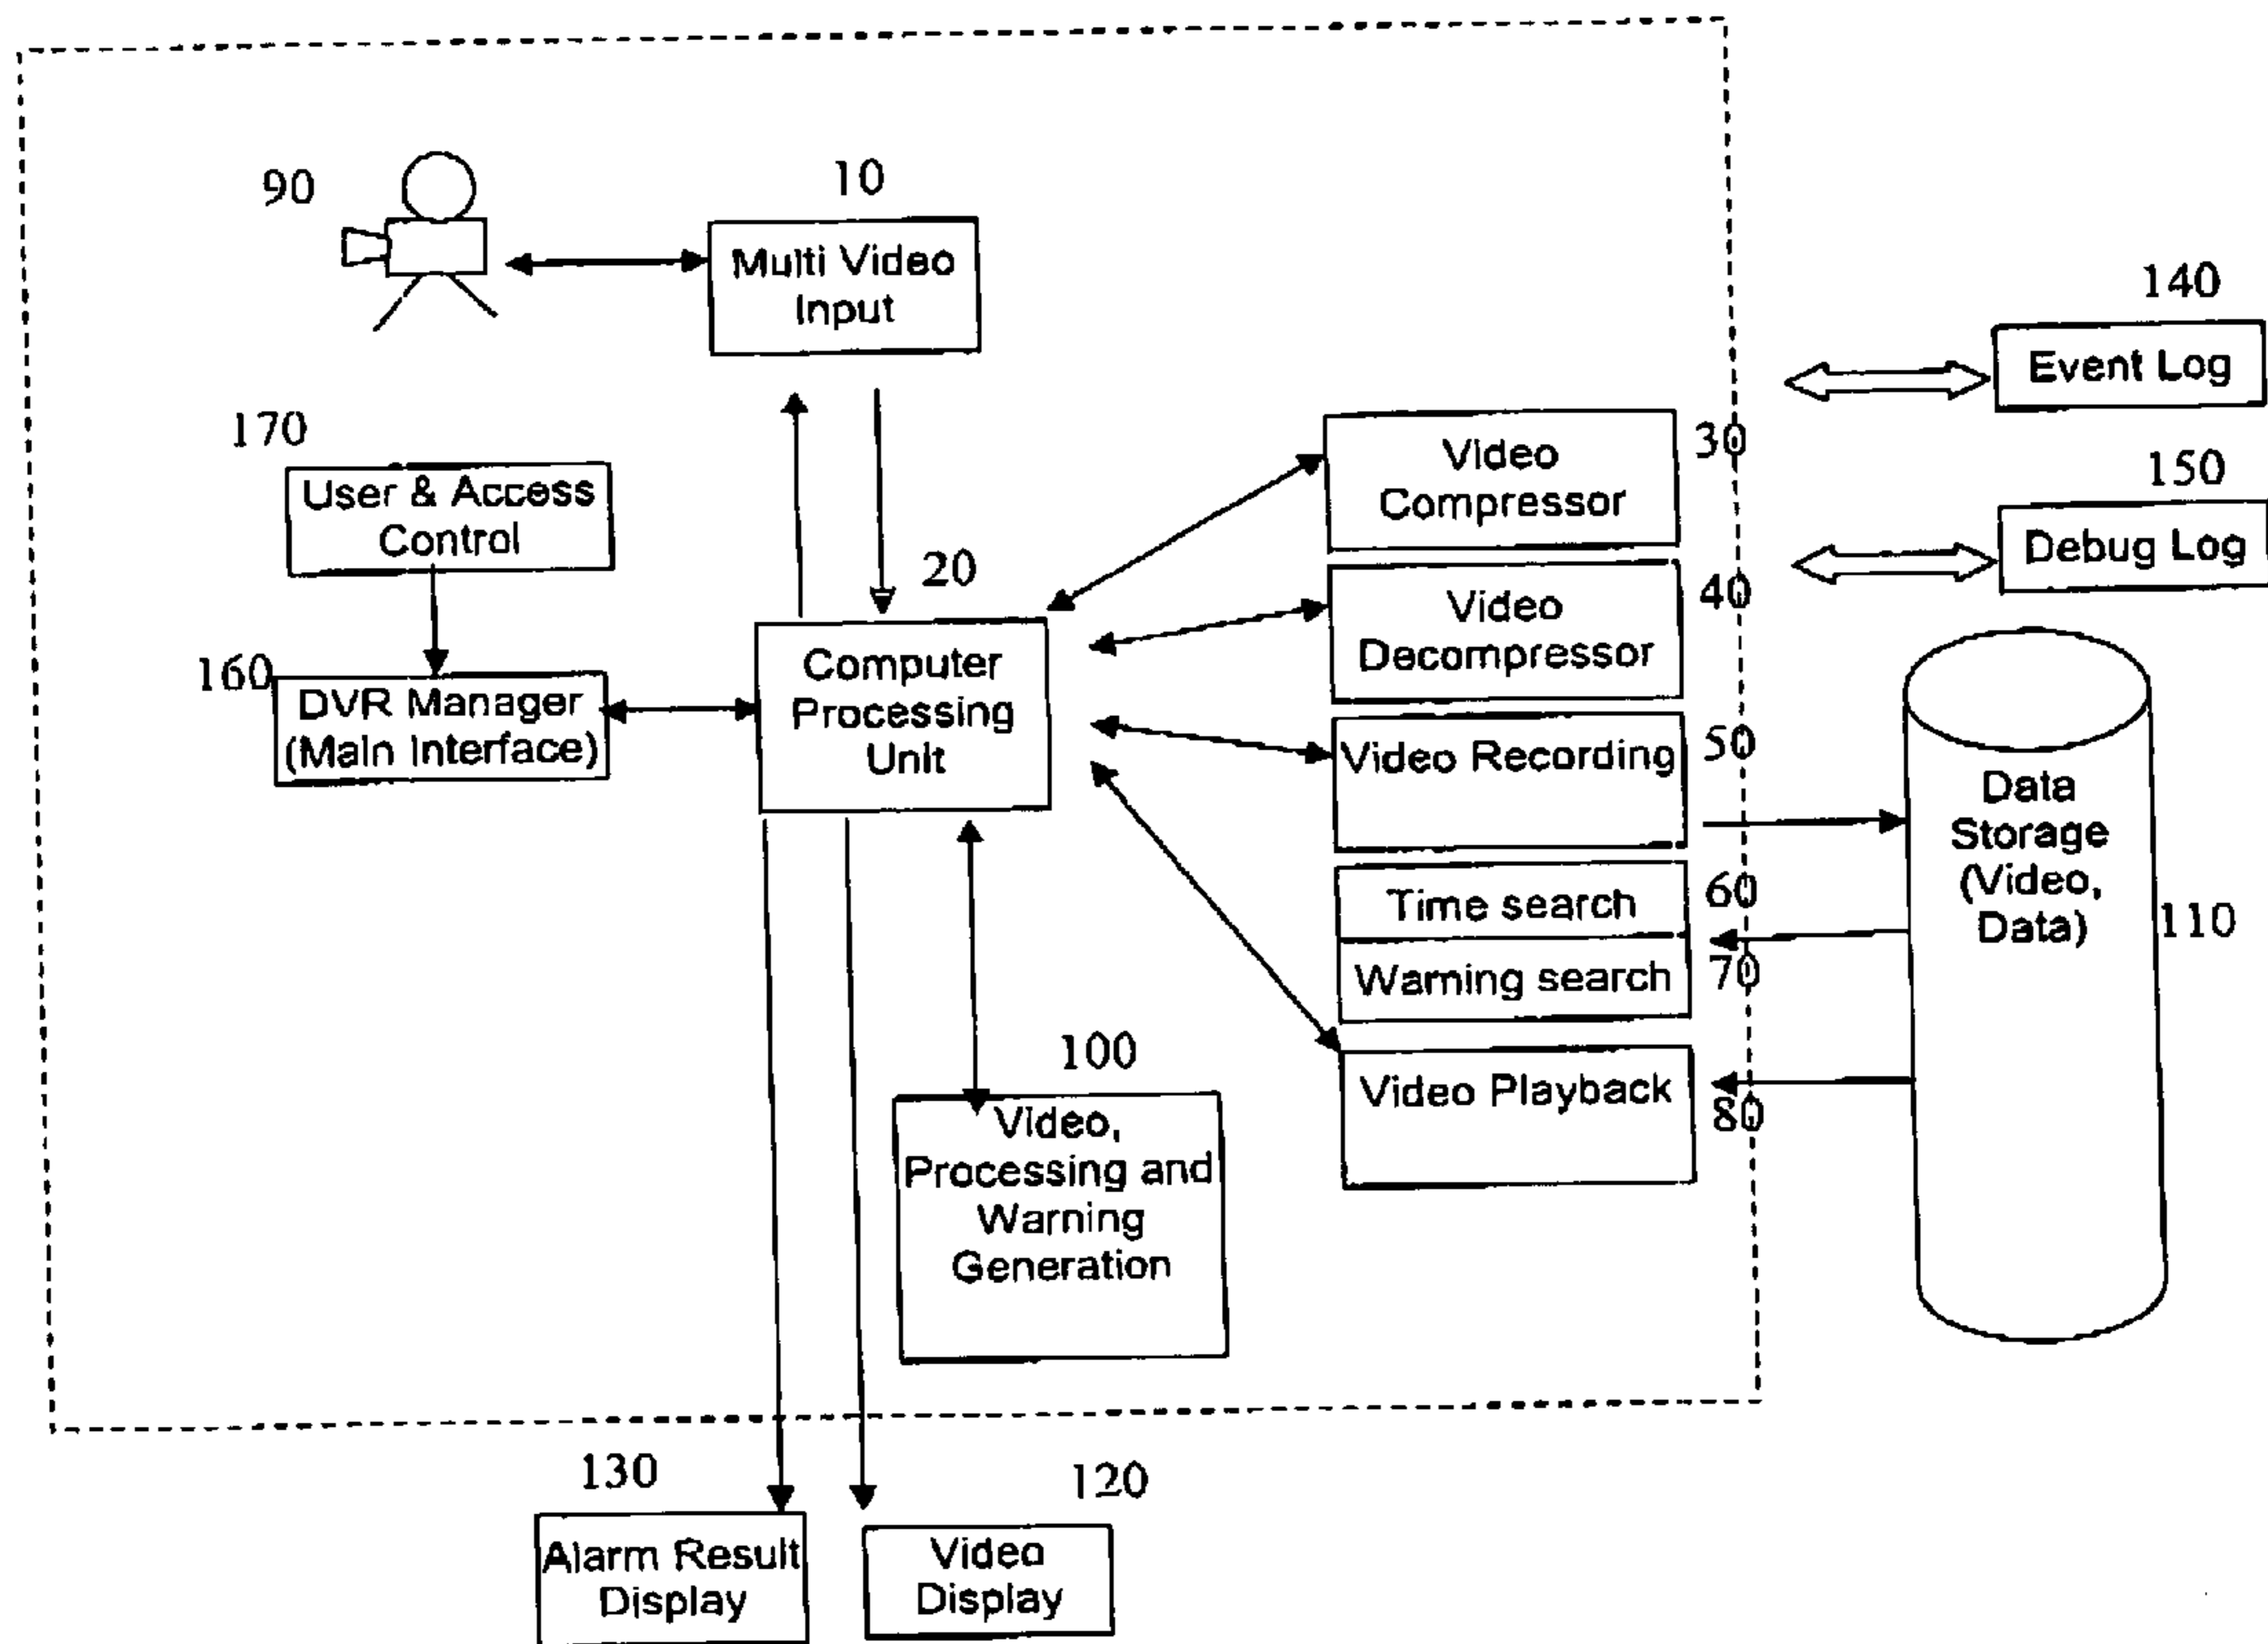 90
10
Multi Video
Input
140
Event Log
170
User & Access
Control
30
Video
Compressor
150
Debug Log
20
Computer
Processing
Unit
40
Video
Decompressor
160
DVR Manager
(Main Interface)
50
Video Recording
Data
Storage
(Video,
Data)
110
60
Time search
70
Warning search
100
Video,
Processing and
Warning
Generation
Video Playback
80
130
Alarm Result
Display
120
Video
Display